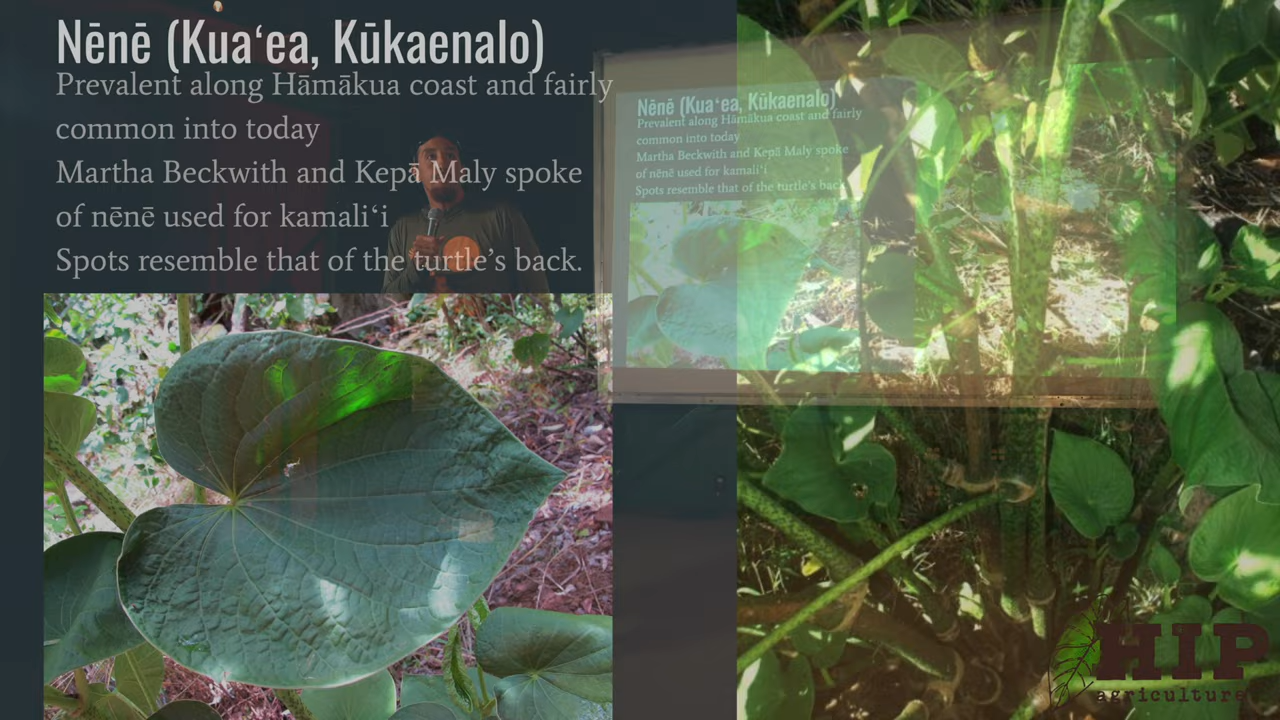 Nēnē (Kuaʻea, Kūkaenalo)
Prevalent along Hāmākua coast and fairly
common into today
Martha Beckwith and Kepā Maly spoke
of nēnē used for kamaliʻi
Spots resemble that of the turtle's back.
Nēnē (Kuaʻea, Kūkaenalo)
Prevalent along Hāmākua coast and fairly
common into today
Martha Beckwith and Kepā Maly spoke
of nēnē used for kamaliʻi
Spots resemble that of the turtle's back.
HIP
agriculture